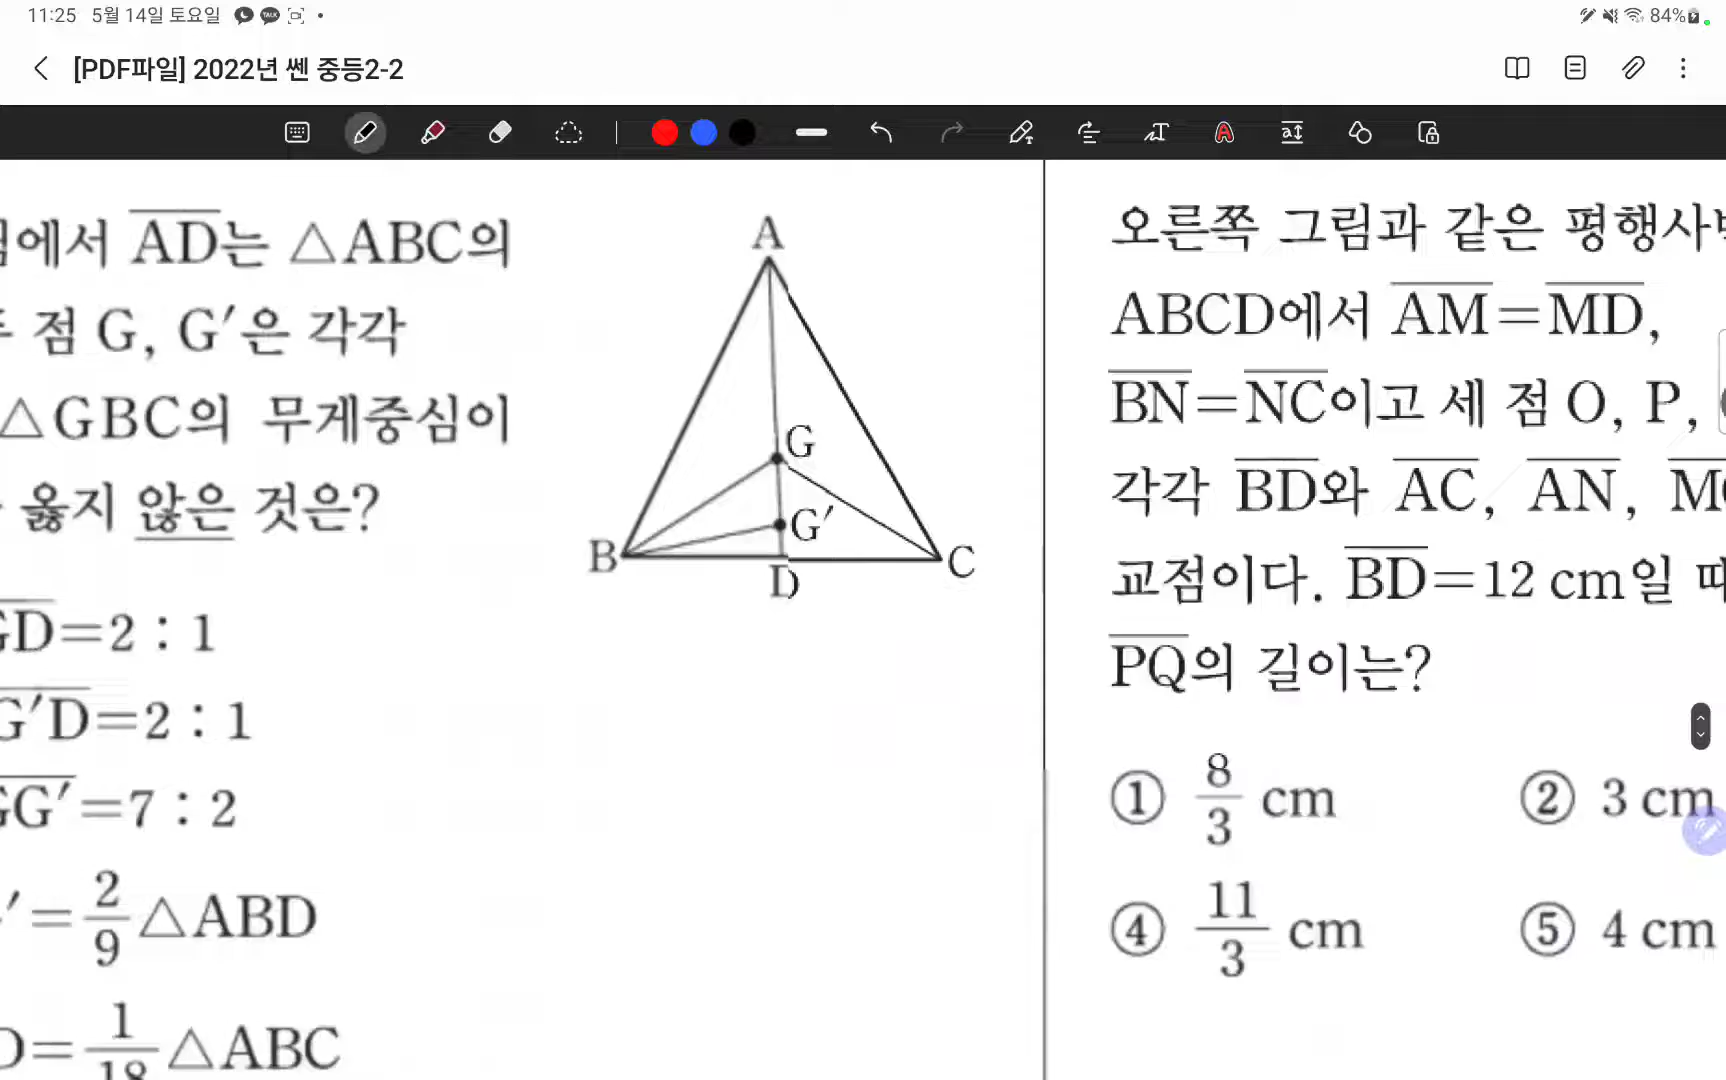 11:25 5월 14일 토요일
84%
[PDF파일] 2022년 쎈 중등2-2
에서 AD는 △ABC의
점 G, G′은 각각
△GBC의 무게중심이
옳지 않은 것은?
GD=2 : 1
G′D=2 : 1
GG′=7 : 2
′=2/9△ABD
D=1/18△ABC
A
G
G′
B
D
C
오른쪽 그림과 같은 평행사변
ABCD에서 AM=MD,
BN=NC이고 세 점 O, P,
각각 BD와 AC, AN, MC
교점이다. BD=12 cm일 때
PQ의 길이는?
① 8/3 cm ② 3 cm
④ 11/3 cm ⑤ 4 cm